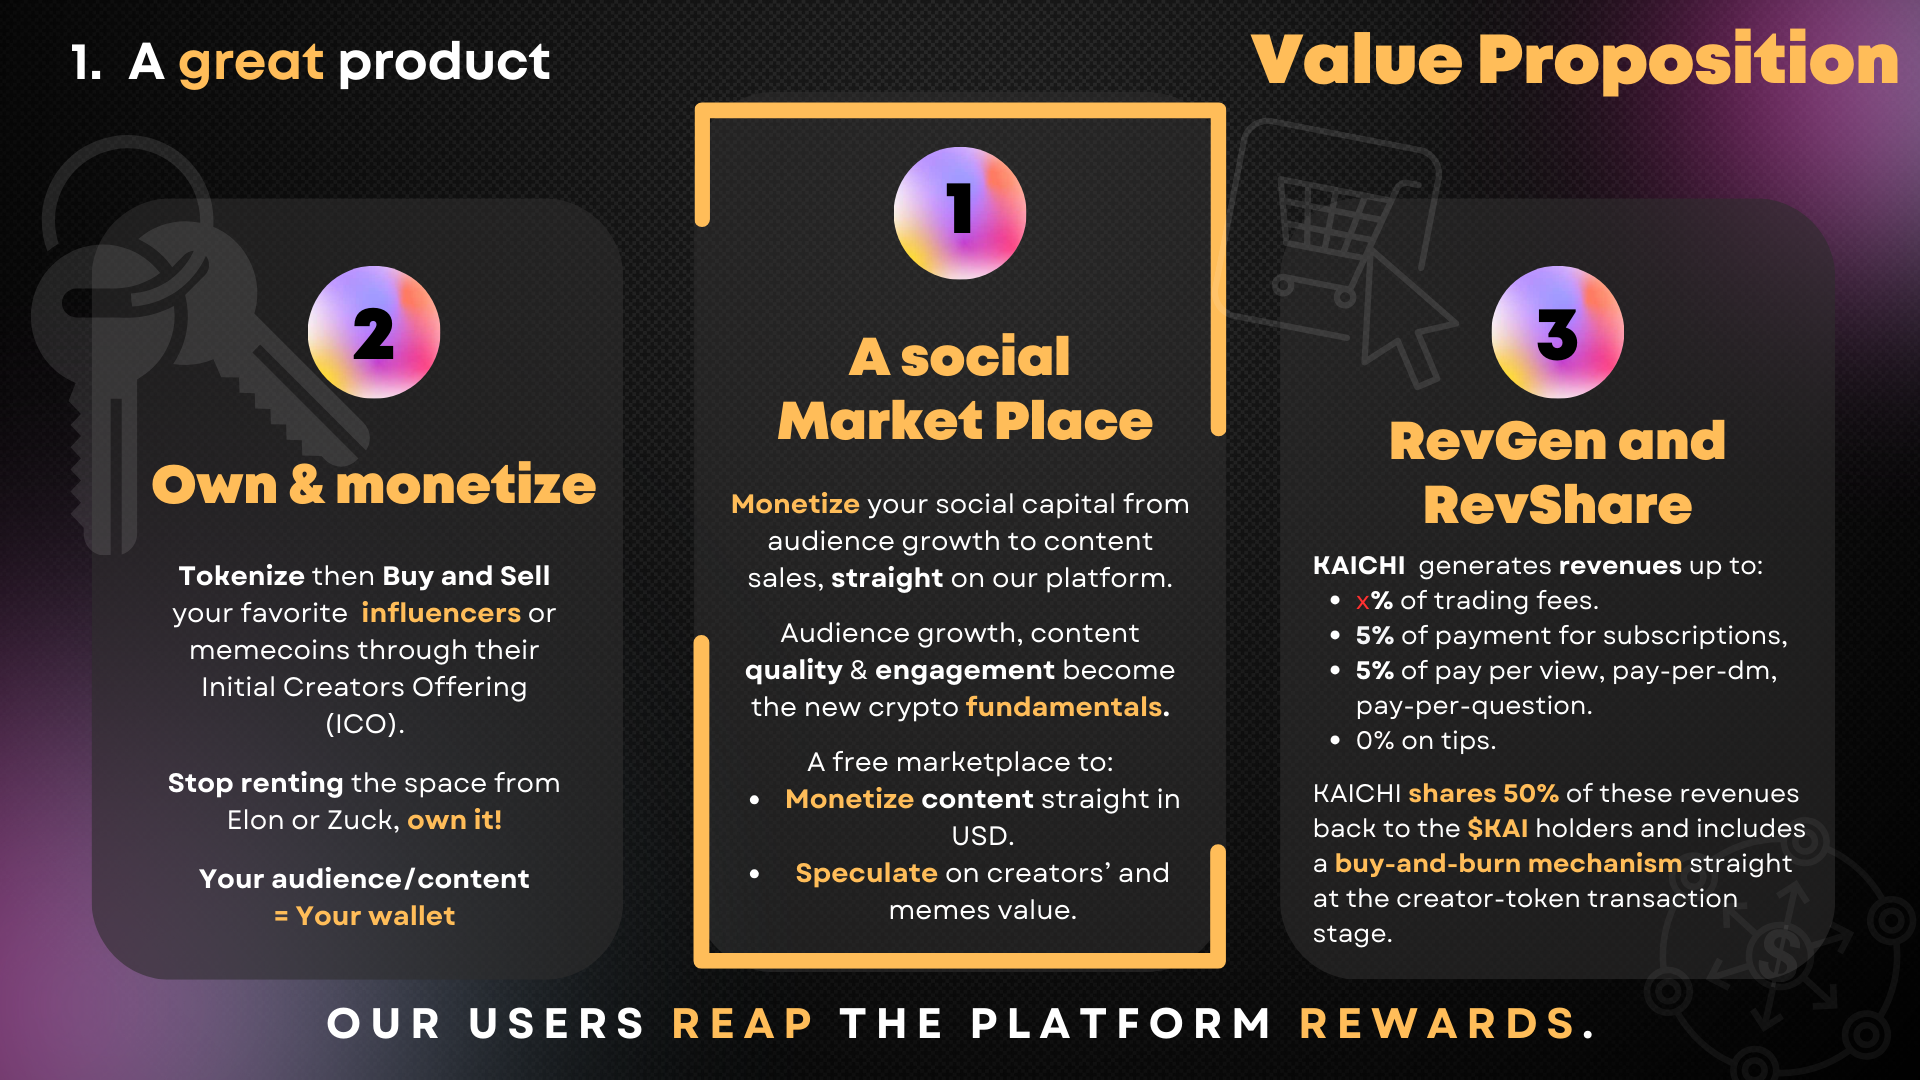 1. A great product
Value Proposition
2
Own & monetize
Tokenize then Buy and Sell
your favorite influencers or
memecoins through their
Initial Creators Offering
(ICO).
Stop renting the space from
Elon or Zuck, own it!
Your audience/content
= Your wallet
1
A social
Market Place
Monetize your social capital from
audience growth to content
sales, straight on our platform.
Audience growth, content
quality & engagement become
the new crypto fundamentals.
A free marketplace to:
• Monetize content straight in
USD.
• Speculate on creators’ and
memes value.
3
RevGen and
RevShare
KAICHI generates revenues up to:
• x% of trading fees.
• 5% of payment for subscriptions,
• 5% of pay per view, pay-per-dm,
pay-per-question.
• 0% on tips.
KAICHI shares 50% of these revenues
back to the $KAI holders and includes
a buy-and-burn mechanism straight
at the creator-token transaction
stage.
$
OUR USERS REAP THE PLATFORM REWARDS.